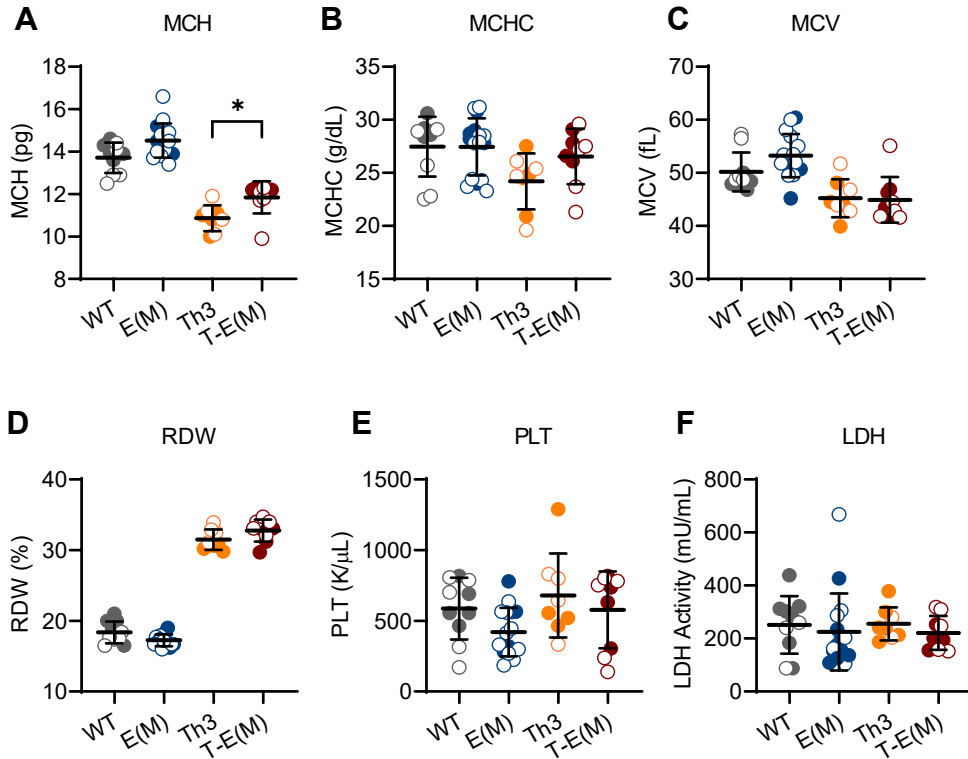 A MCH
MCH (pg)
18
16
14
12
10
8
*
WT E(M) Th3 T-E(M)
B MCHC
MCHC (g/dL)
35
30
25
20
15
WT E(M) Th3 T-E(M)
C MCV
MCV (fL)
70
60
50
40
30
WT E(M) Th3 T-E(M)
D RDW
RDW (%)
40
30
20
10
WT E(M) Th3 T-E(M)
E PLT
PLT (K/μL)
1500
1000
500
0
WT E(M) Th3 T-E(M)
F LDH
LDH Activity (mU/mL)
800
600
400
200
0
WT E(M) Th3 T-E(M)